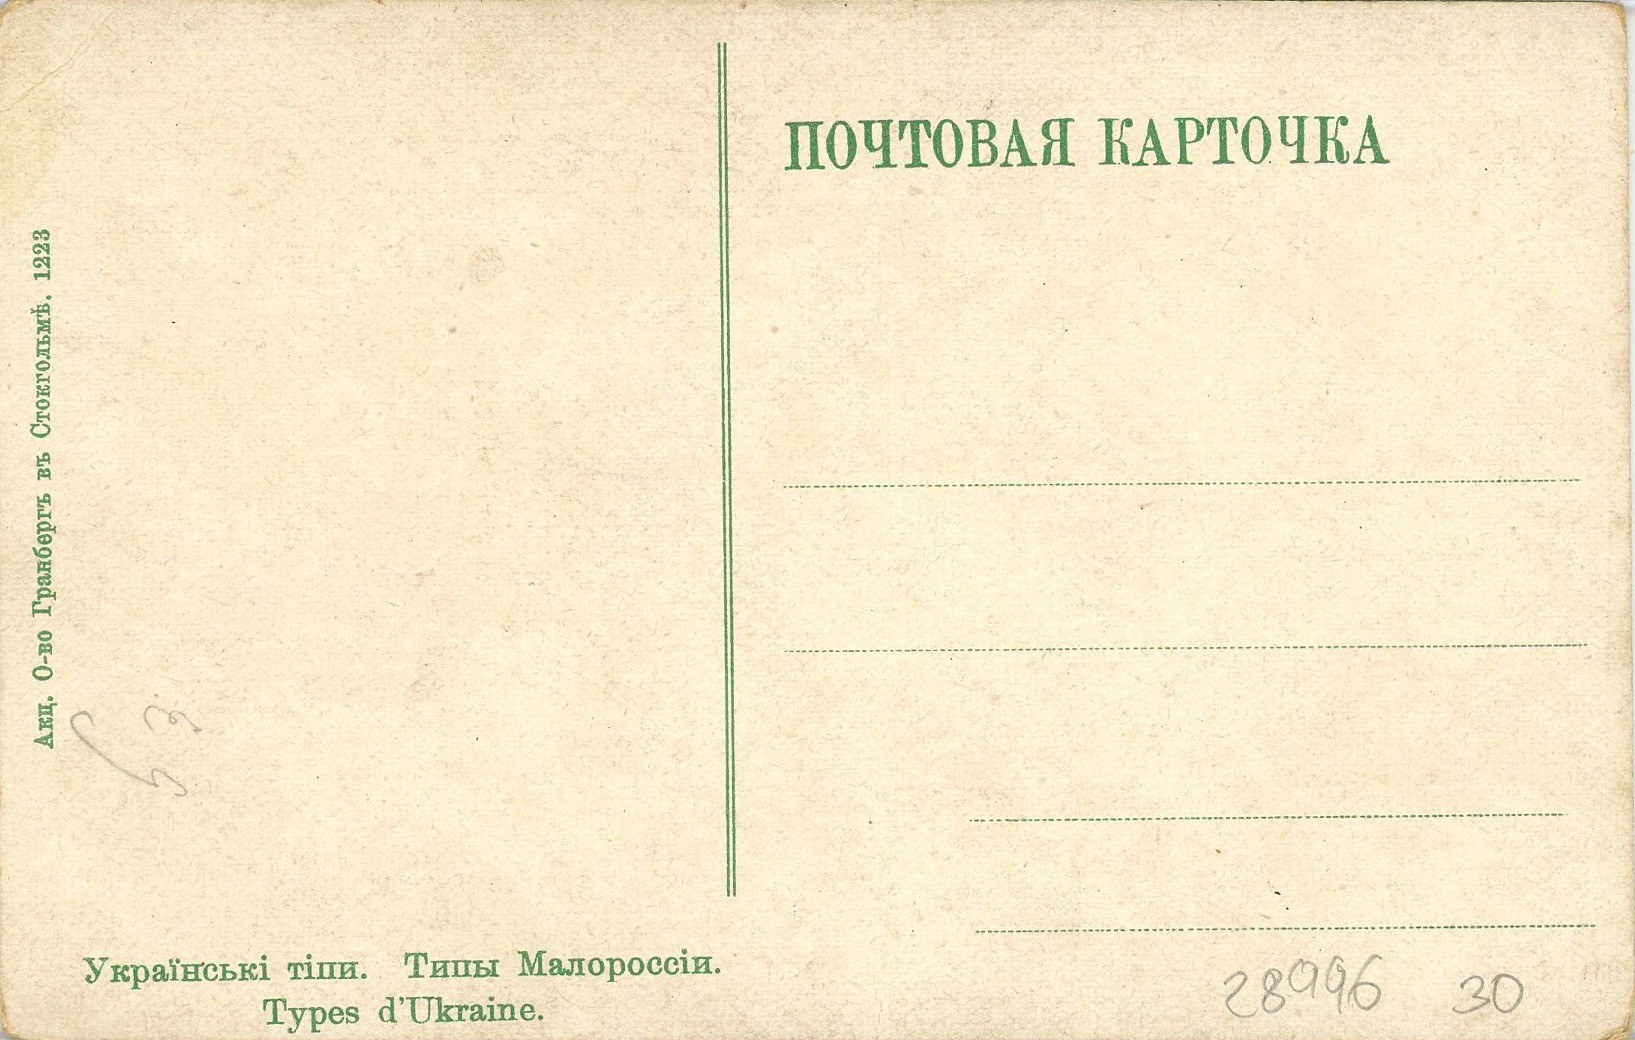 ПОЧТОВАЯ КАРТОЧКА
Акц. О-во Гранбергъ въ Стокгольмѣ. 1223
Українські тіпи. Типы Малороссіи.
Types d'Ukraine.
28996 30